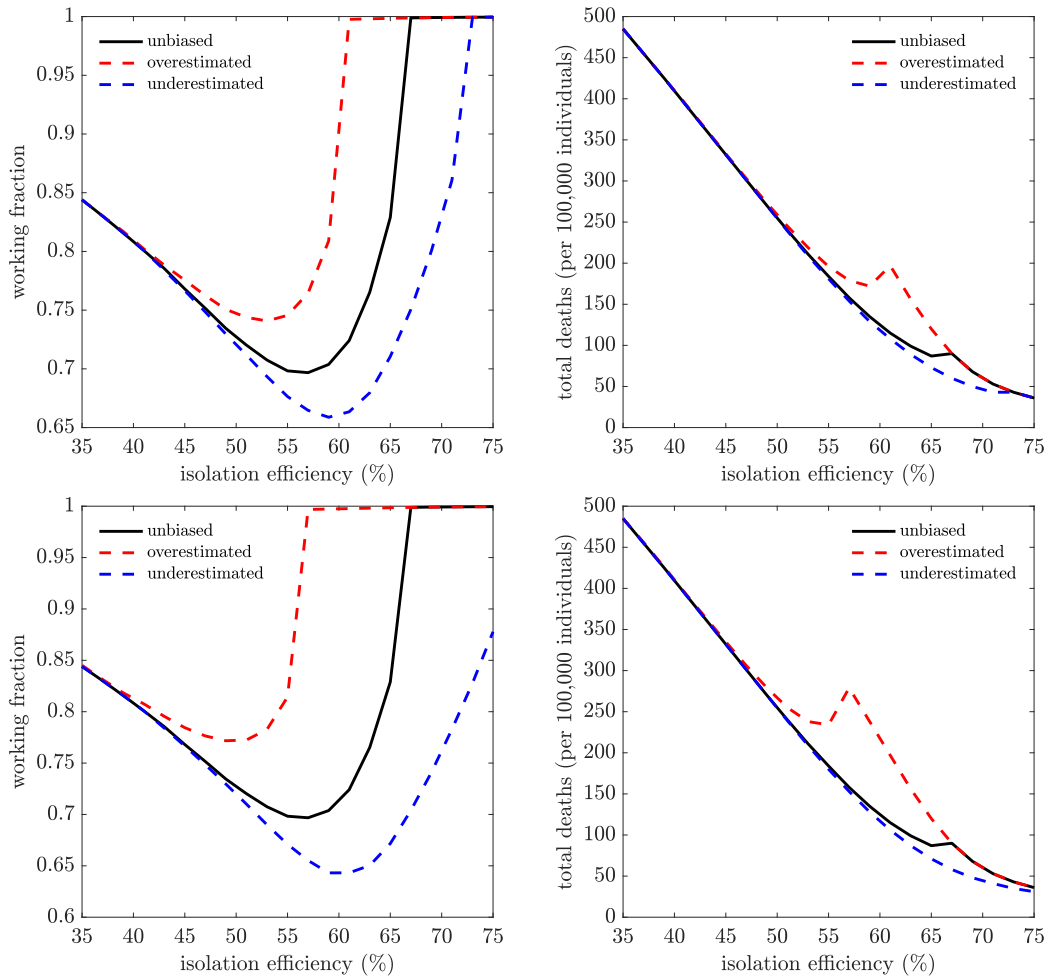 1
0.95
0.9
0.85
0.8
0.75
0.7
0.65
35 40 45 50 55 60 65 70 75
working fraction
isolation efficiency (%)
unbiased
overestimated
underestimated
500
450
400
350
300
250
200
150
100
50
0
35 40 45 50 55 60 65 70 75
total deaths (per 100,000 individuals)
isolation efficiency (%)
unbiased
overestimated
underestimated
1
0.95
0.9
0.85
0.8
0.75
0.7
0.65
0.6
35 40 45 50 55 60 65 70 75
working fraction
isolation efficiency (%)
unbiased
overestimated
underestimated
500
450
400
350
300
250
200
150
100
50
0
35 40 45 50 55 60 65 70 75
total deaths (per 100,000 individuals)
isolation efficiency (%)
unbiased
overestimated
underestimated